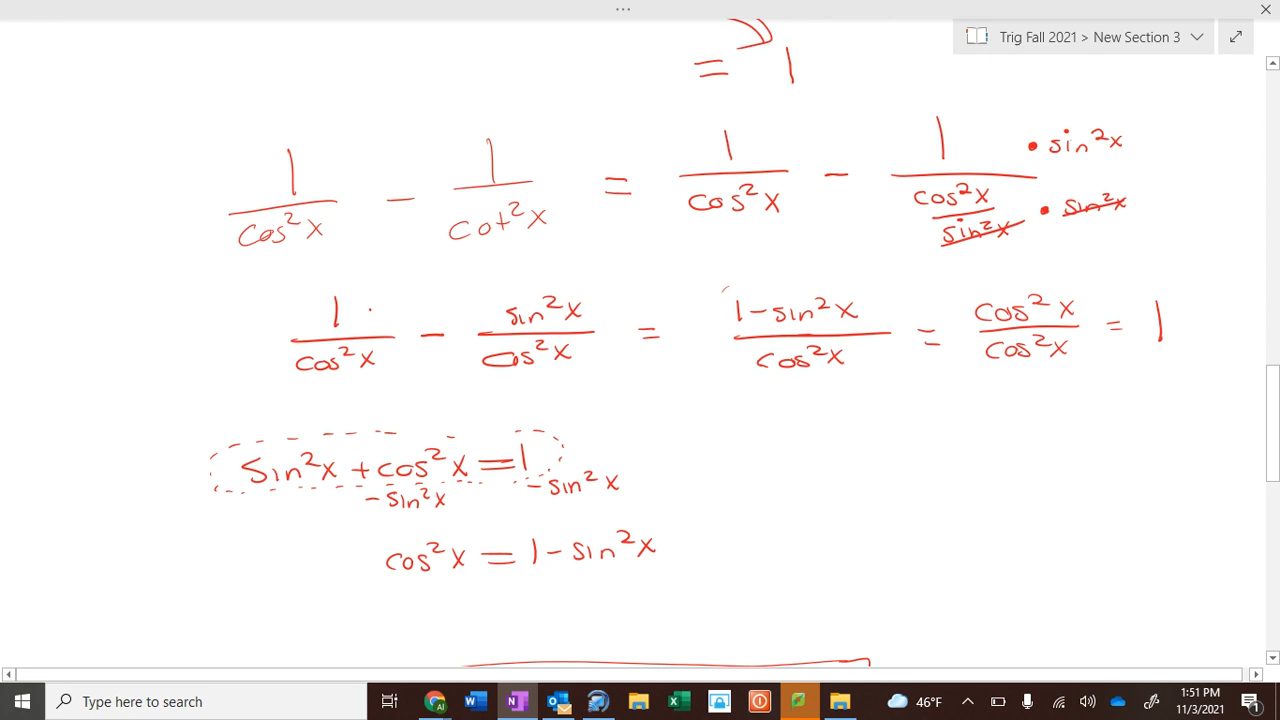 Trig Fall 2021 > New Section 3
= 1
1/cos²x - 1/cot²x = 1/cos²x - 1/(cos²x/sin²x) • sin²x / • sin²x
1/cos²x - sin²x/cos²x = (1-sin²x)/cos²x = cos²x/cos²x = 1
sin²x + cos²x = 1
-sin²x -sin²x
cos²x = 1 - sin²x
Type here to search
46°F
1:51 PM
11/3/2021
1